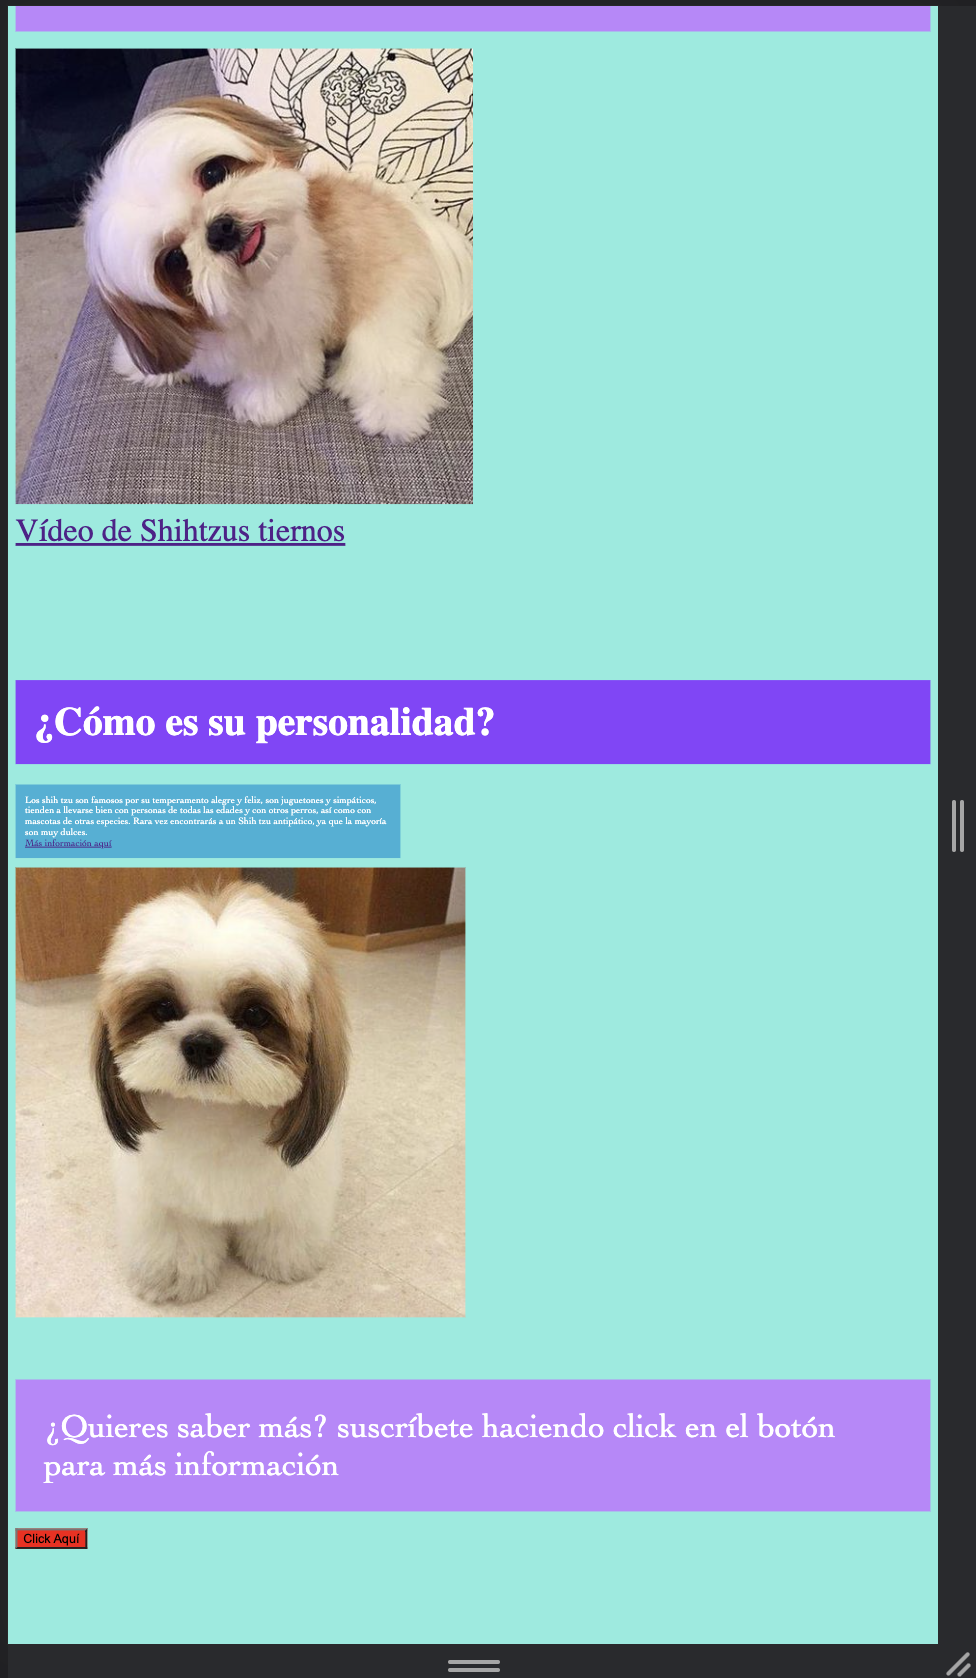 Vídeo de Shihtzus tiernos
¿Cómo es su personalidad?
Los shih tzu son famosos por su temperamento alegre y feliz, son juguetones y simpáticos,
tienden a llevarse bien con personas de todas las edades y con otros perros, así como con
mascotas de otras especies. Rara vez encontrarás a un Shih tzu antipático, ya que la mayoría
son muy dulces.
Más información aquí
¿Quieres saber más? suscríbete haciendo click en el botón
para más información
Click Aquí